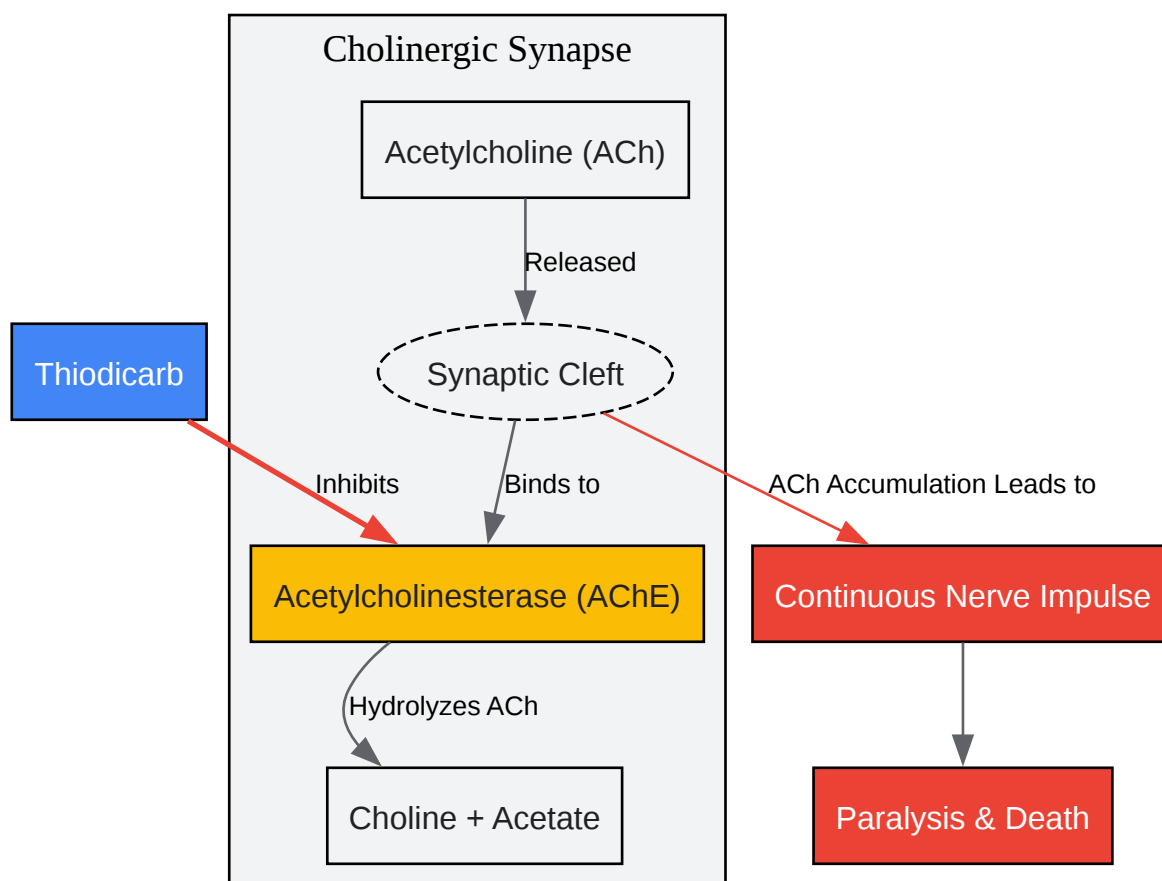 Cholinergic Synapse
Acetylcholine (ACh)
Released
Thiodicarb
Synaptic Cleft
Inhibits
Binds to
ACh Accumulation Leads to
Acetylcholinesterase (AChE)
Continuous Nerve Impulse
Hydrolyzes ACh
Choline + Acetate
Paralysis & Death